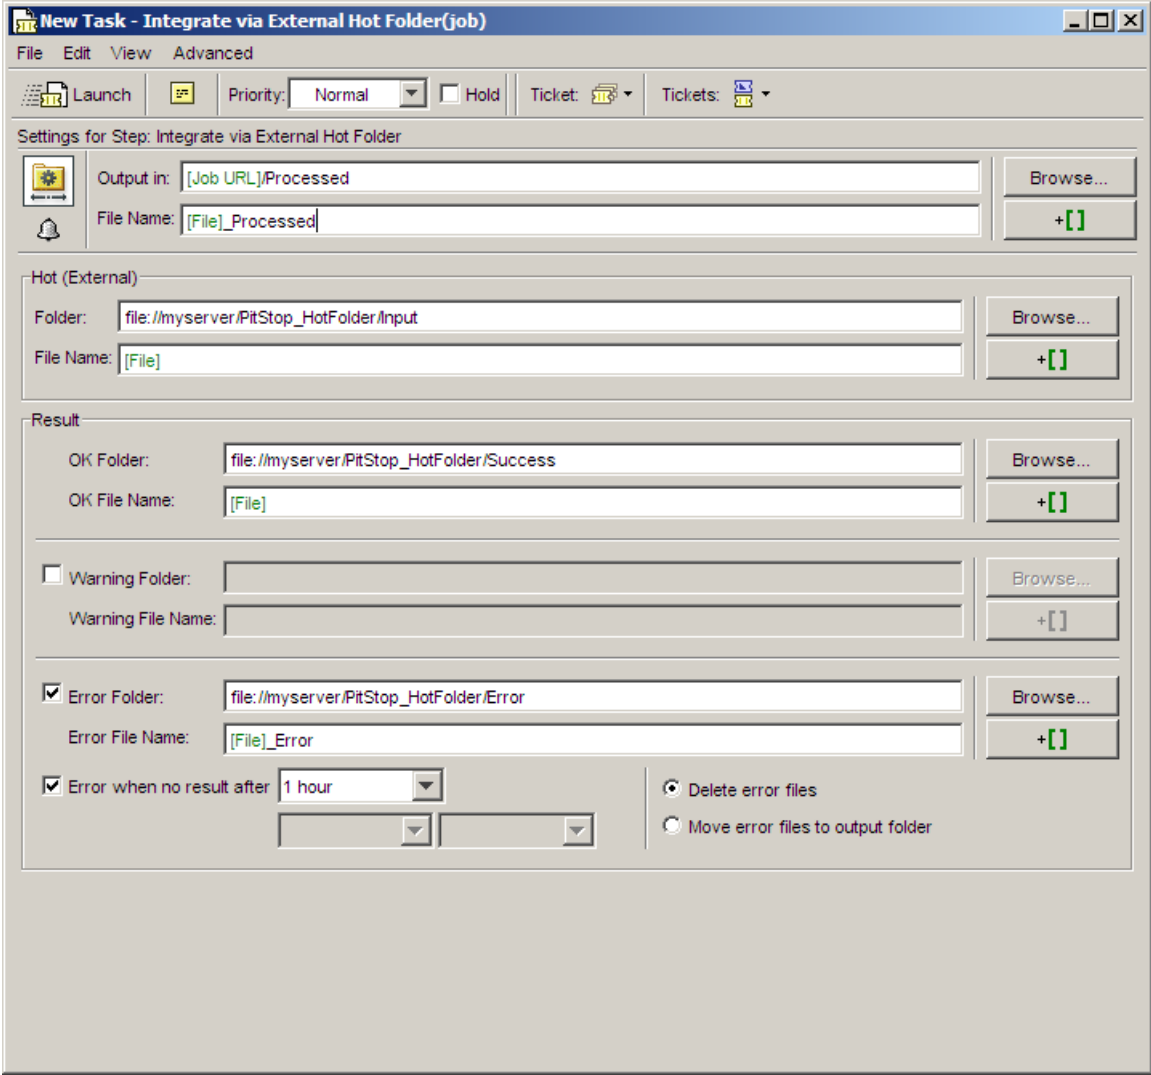 New Task - Integrate via External Hot Folder(job)
File Edit View Advanced
Launch Priority: Normal Hold Ticket: Tickets:
Settings for Step: Integrate via External Hot Folder
Output in: [Job URL]/Processed Browse...
File Name: [File]_Processed +[]
Hot (External)
Folder: file://myserver/PitStop_HotFolder/Input Browse...
File Name: [File] +[]
Result
OK Folder: file://myserver/PitStop_HotFolder/Success Browse...
OK File Name: [File] +[]
Warning Folder: Browse...
Warning File Name: +[]
Error Folder: file://myserver/PitStop_HotFolder/Error Browse...
Error File Name: [File]_Error +[]
Error when no result after 1 hour Delete error files
Move error files to output folder